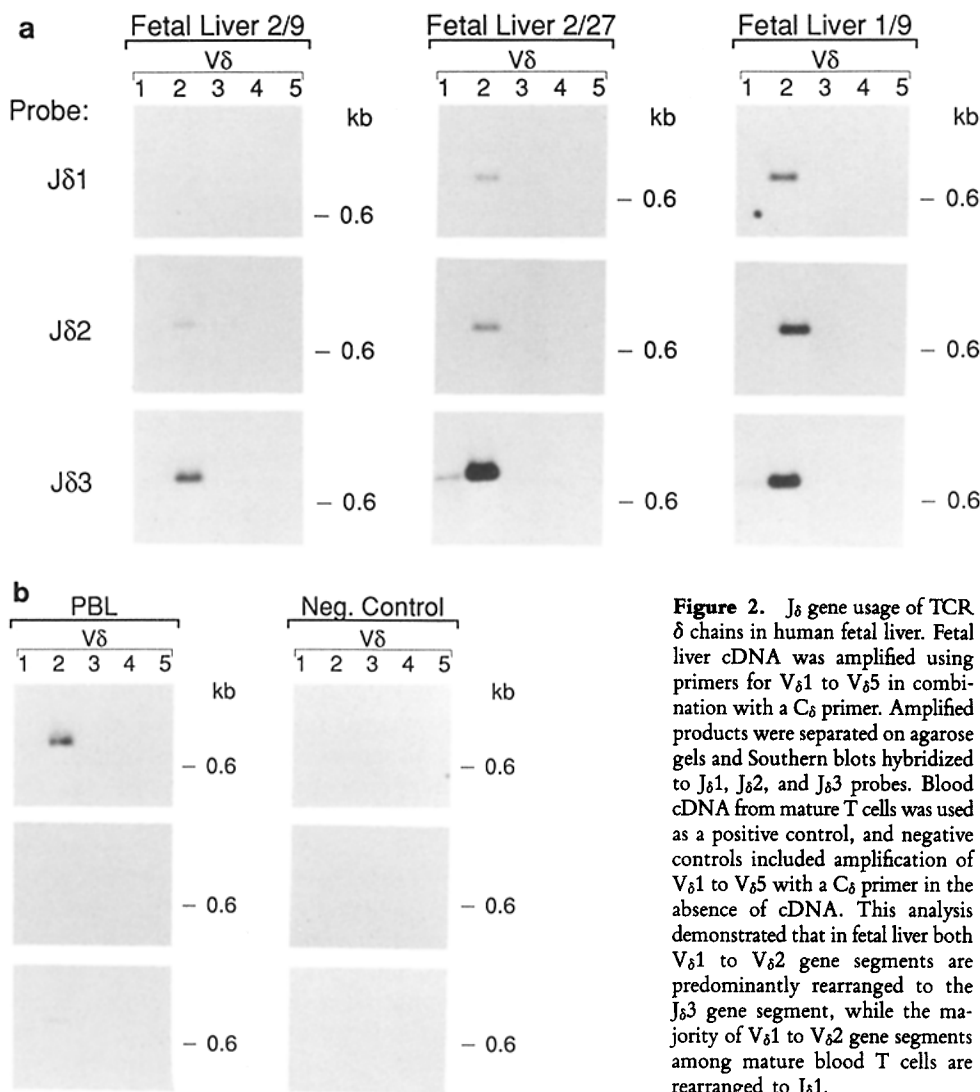 a
Fetal Liver 2/9 Fetal Liver 2/27 Fetal Liver 1/9
Vδ Vδ Vδ
1 2 3 4 5 1 2 3 4 5 1 2 3 4 5
Probe:
kb kb kb
Jδ1
– 0.6 – 0.6 – 0.6
Jδ2
– 0.6 – 0.6 – 0.6
Jδ3
– 0.6 – 0.6 – 0.6
b
PBL Neg. Control
Vδ Vδ
1 2 3 4 5 1 2 3 4 5
kb kb
– 0.6 – 0.6
– 0.6 – 0.6
– 0.6 – 0.6
Figure 2. Jδ gene usage of TCR
δ chains in human fetal liver. Fetal
liver cDNA was amplified using
primers for Vδ1 to Vδ5 in combi-
nation with a Cδ primer. Amplified
products were separated on agarose
gels and Southern blots hybridized
to Jδ1, Jδ2, and Jδ3 probes. Blood
cDNA from mature T cells was used
as a positive control, and negative
controls included amplification of
Vδ1 to Vδ5 with a Cδ primer in the
absence of cDNA. This analysis
demonstrated that in fetal liver both
Vδ1 to Vδ2 gene segments are
predominantly rearranged to the
Jδ3 gene segment, while the ma-
jority of Vδ1 to Vδ2 gene segments
among mature blood T cells are
rearranged to Jδ1.